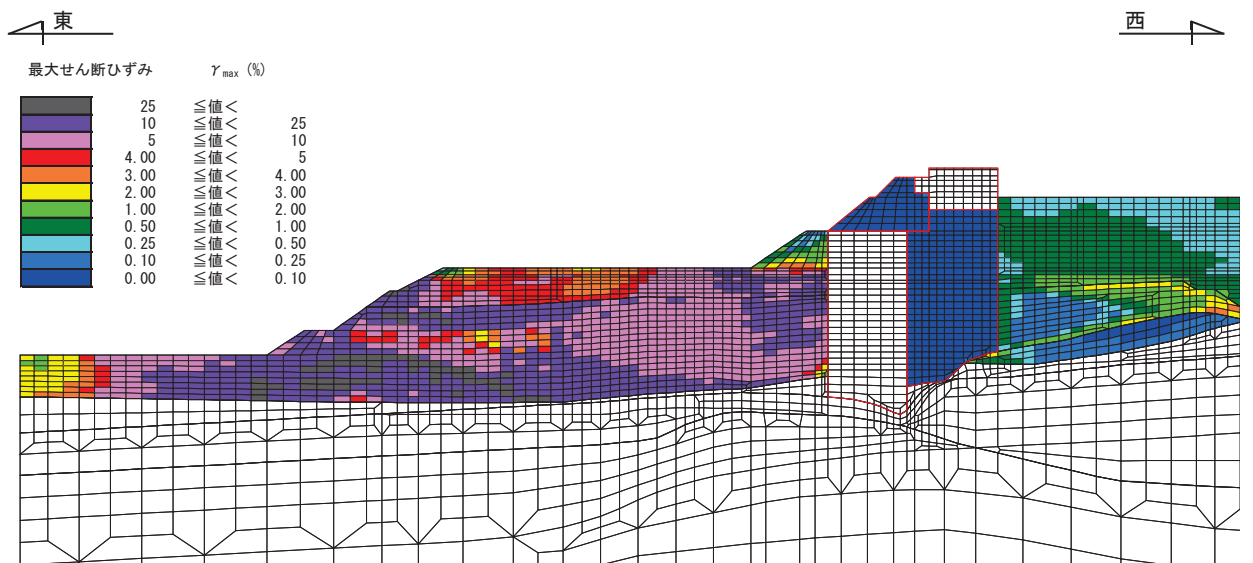 東 西
最大せん断ひずみ γmax (%)
25 ≦値<
10 ≦値< 25
5 ≦値< 10
4.00 ≦値< 5
3.00 ≦値< 4.00
2.00 ≦値< 3.00
1.00 ≦値< 2.00
0.50 ≦値< 1.00
0.25 ≦値< 0.50
0.10 ≦値< 0.25
0.00 ≦値< 0.10